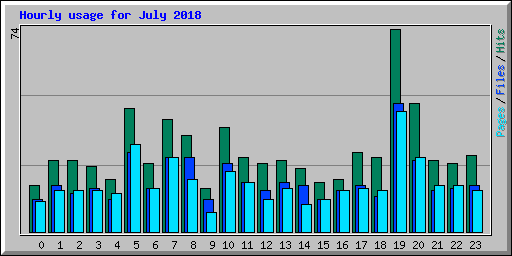 Hourly usage for July 2018
74
Pages / Files / Hits
0 1 2 3 4 5 6 7 8 9 10 11 12 13 14 15 16 17 18 19 20 21 22 23